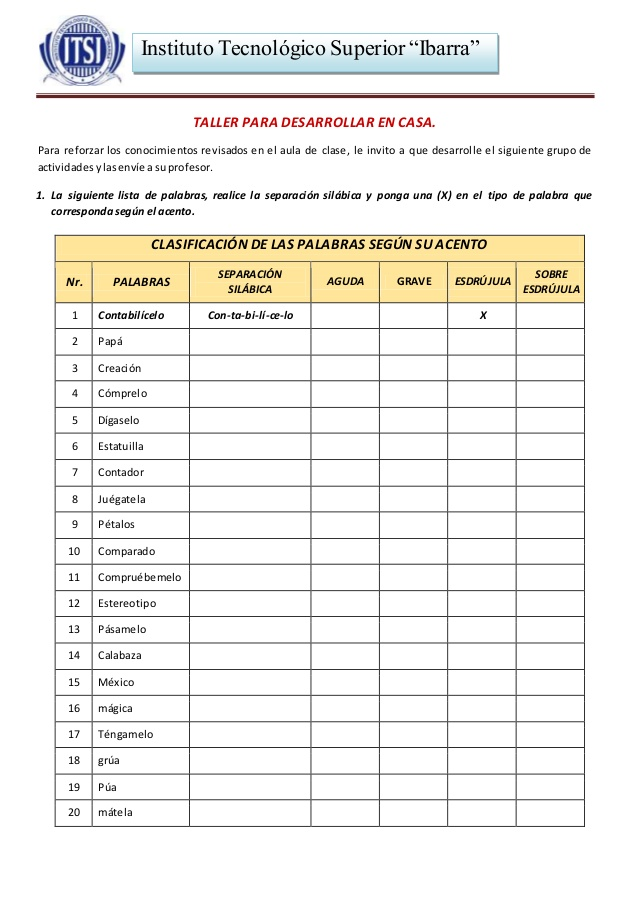 ITSI
Instituto Tecnológico Superior “Ibarra”
TALLER PARA DESARROLLAR EN CASA.
Para reforzar los conocimientos revisados en el aula de clase, le invito a que desarrolle el siguiente grupo de
actividades y las envíe a su profesor.
1. La siguiente lista de palabras, realice la separación silábica y ponga una (X) en el tipo de palabra que
corresponda según el acento.
CLASIFICACIÓN DE LAS PALABRAS SEGÚN SU ACENTO
Nr. PALABRAS SEPARACIÓN SILÁBICA AGUDA GRAVE ESDRÚJULA SOBRE ESDRÚJULA
1 Contabilícelo Con-ta-bi-lí-ce-lo X
2 Papá
3 Creación
4 Cómprelo
5 Dígaselo
6 Estatuilla
7 Contador
8 Juégatela
9 Pétalos
10 Comparado
11 Compruébemelo
12 Estereotipo
13 Pásamelo
14 Calabaza
15 México
16 mágica
17 Téngamelo
18 grúa
19 Púa
20 mátela